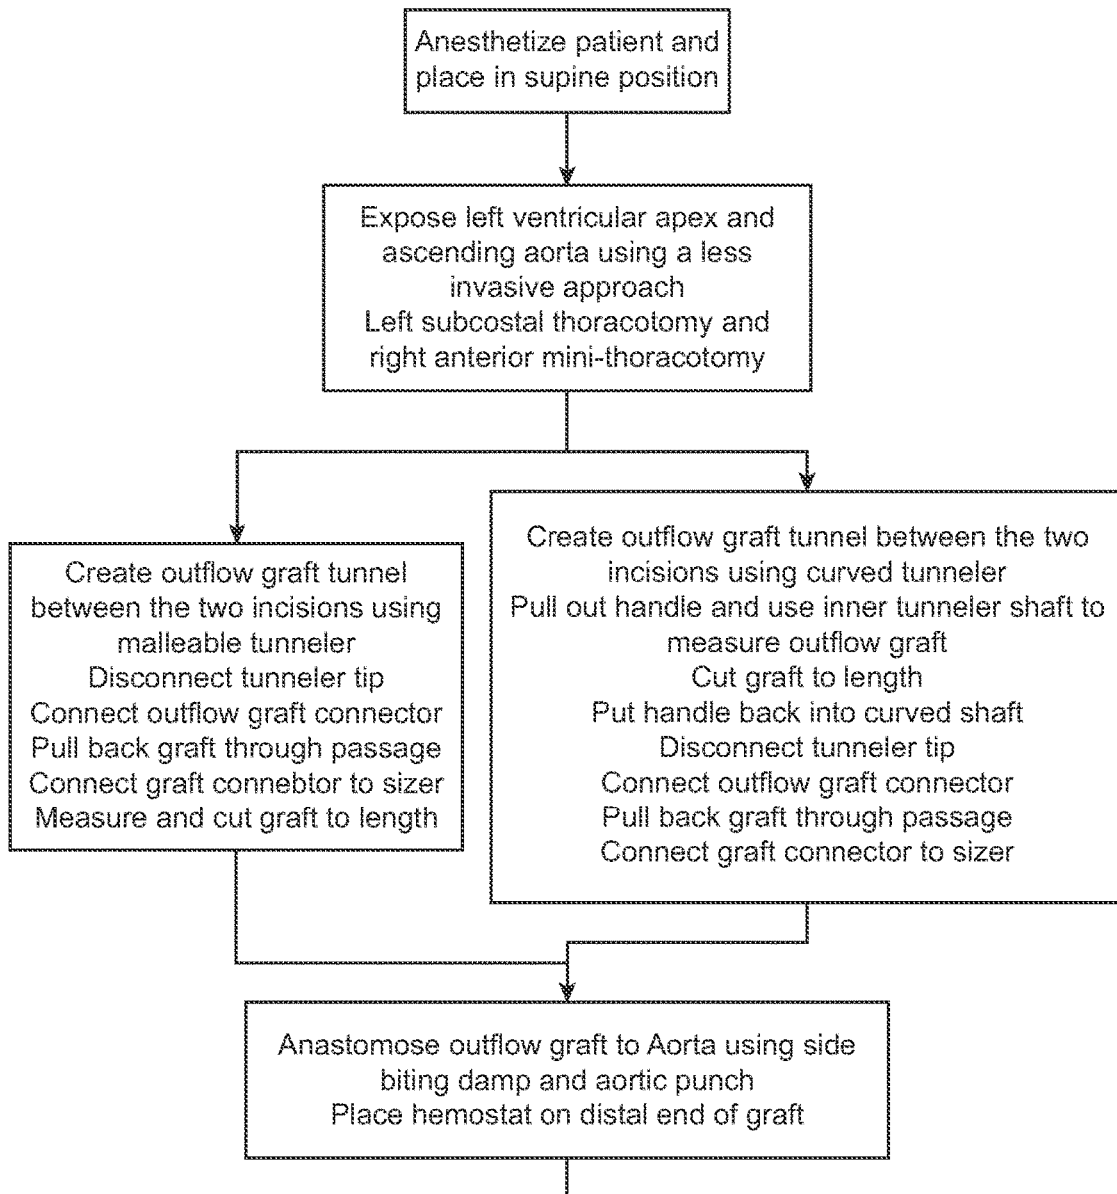 Anesthetize patient and
place in supine position
Expose left ventricular apex and
ascending aorta using a less
invasive approach
Left subcostal thoracotomy and
right anterior mini-thoracotomy
Create outflow graft tunnel
between the two incisions using
malleable tunneler
Disconnect tunneler tip
Connect outflow graft connector
Pull back graft through passage
Connect graft connebtor to sizer
Measure and cut graft to length
Create outflow graft tunnel between the two
incisions using curved tunneler
Pull out handle and use inner tunneler shaft to
measure outflow graft
Cut graft to length
Put handle back into curved shaft
Disconnect tunneler tip
Connect outflow graft connector
Pull back graft through passage
Connect graft connector to sizer
Anastomose outflow graft to Aorta using side
biting damp and aortic punch
Place hemostat on distal end of graft